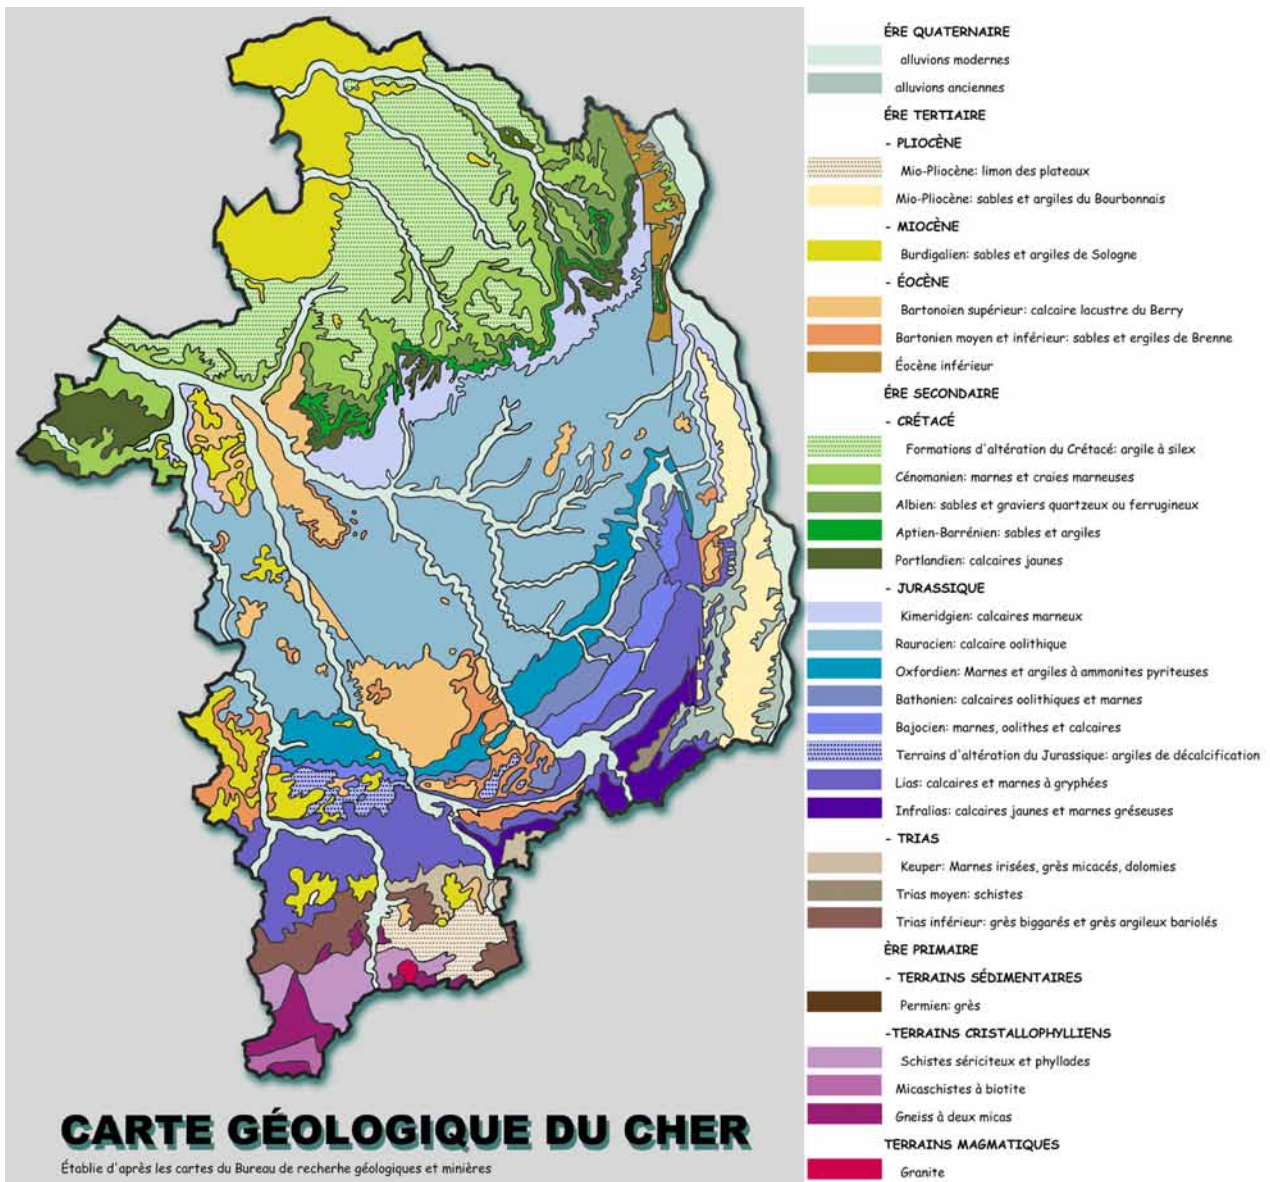 ÉRE QUATERNAIRE
alluvions modernes
alluvions anciennes
ÉRE TERTIAIRE
- PLIOCÈNE
Mio-Pliocène: limon des plateaux
Mio-Pliocène: sables et argiles du Bourbonnais
- MIOCÈNE
Burdigalien: sables et argiles de Sologne
- ÉOCÈNE
Bartonoien supérieur: calcaire lacustre du Berry
Bartonien moyen et inférieur: sables et ergiles de Brenne
Éocène inférieur
ÉRE SECONDAIRE
- CRÉTACÉ
Formations d'altération du Crétacé: argile à silex
Cénomanien: marnes et craies marneuses
Albien: sables et graviers quartzeux ou ferrugineux
Aptien-Barrénien: sables et argiles
Portlandien: calcaires jaunes
- JURASSIQUE
Kimeridgien: calcaires marneux
Rauracien: calcaire oolithique
Oxfordien: Marnes et argiles à ammonites pyriteuses
Bathonien: calcaires oolithiques et marnes
Bajocien: marnes, oolithes et calcaires
Terrains d'altération du Jurassique: argiles de décalcification
Lias: calcaires et marnes à gryphées
Infralias: calcaires jaunes et marnes gréseuses
- TRIAS
Keuper: Marnes irisées, grès micacés, dolomies
Trias moyen: schistes
Trias inférieur: grès biggarés et grès argileux bariolés
ÈRE PRIMAIRE
- TERRAINS SÉDIMENTAIRES
Permien: grès
-TERRAINS CRISTALLOPHYLLIENS
Schistes sériciteux et phyllades
Micaschistes à biotite
Gneiss à deux micas
TERRAINS MAGMATIQUES
Granite
CARTE GÉOLOGIQUE DU CHER
Établie d'après les cartes du Bureau de recherhe géologiques et minières